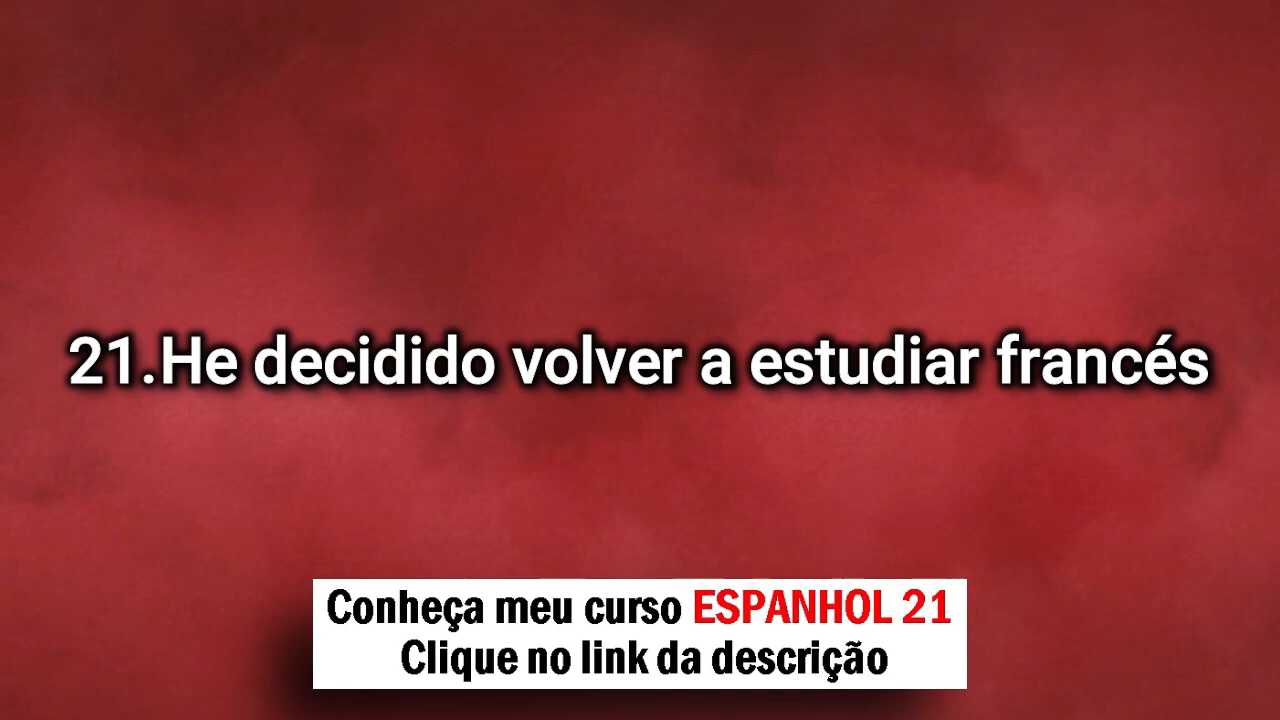 21.He decidido volver a estudiar francés
Conheça meu curso ESPANHOL 21
Clique no link da descrição